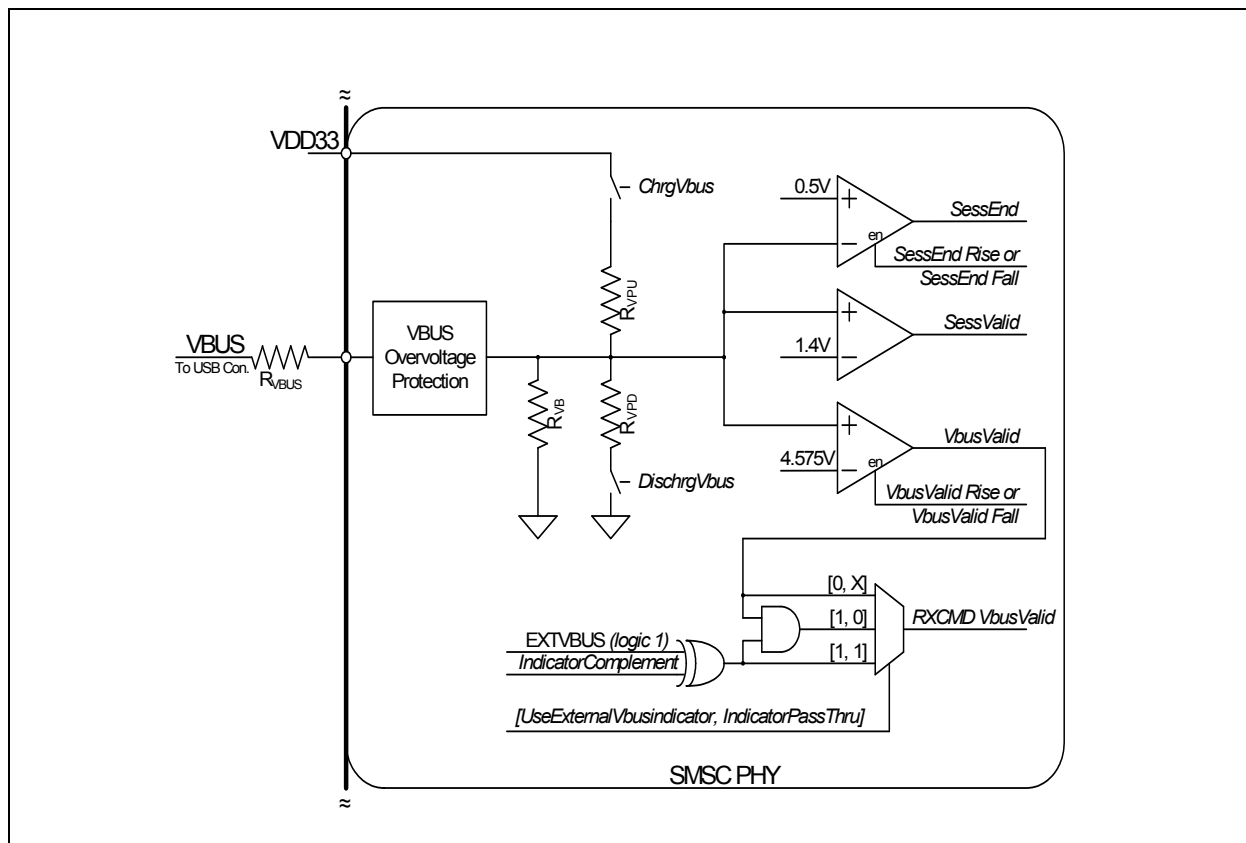 ≈
VDD33
ChrgVbus
0.5V
+
−
en
SessEnd
SessEnd Rise or
SessEnd Fall
RVPU
VBUS
To USB Con.
RVBUS
VBUS
Overvoltage
Protection
+
1.4V
−
SessValid
RVB
RVPD
+
4.575V
−
en
VbusValid
DischrgVbus
VbusValid Rise or
VbusValid Fall
[0, X]
[1, 0]
[1, 1]
RXCMD VbusValid
EXTVBUS (logic 1)
IndicatorComplement
[UseExternalVbusindicator, IndicatorPassThru]
SMSC PHY
≈